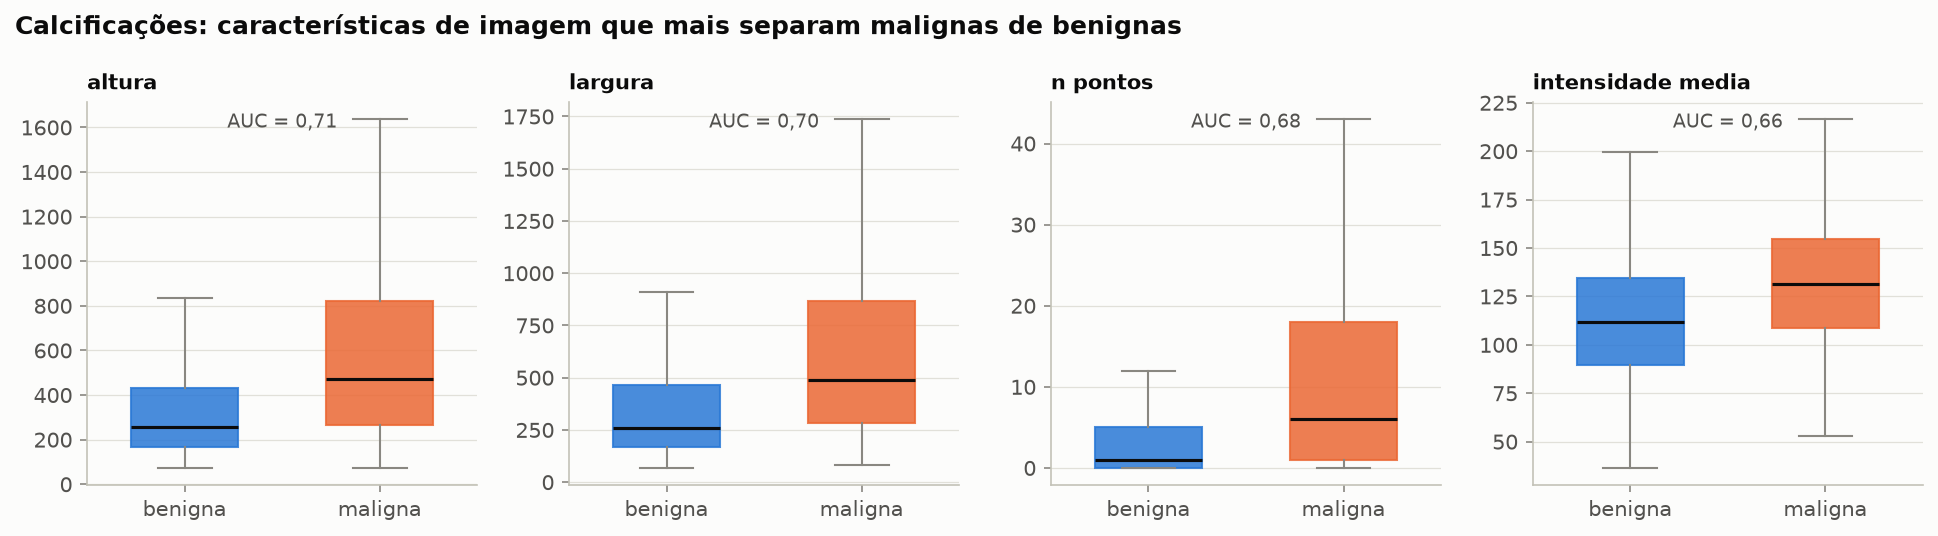 Calcificações: características de imagem que mais separam malignas de benignas
altura
AUC = 0,71
1600
1400
1200
1000
800
600
400
200
0
benigna
maligna
largura
AUC = 0,70
1750
1500
1250
1000
750
500
250
0
benigna
maligna
n pontos
AUC = 0,68
40
30
20
10
0
benigna
maligna
intensidade media
AUC = 0,66
225
200
175
150
125
100
75
50
benigna
maligna